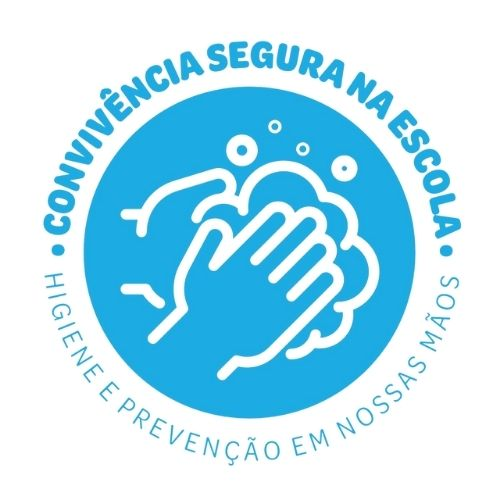 • CONVIVÊNCIA SEGURA NA ESCOLA •
HIGIENE E PREVENÇÃO EM NOSSAS MÃOS